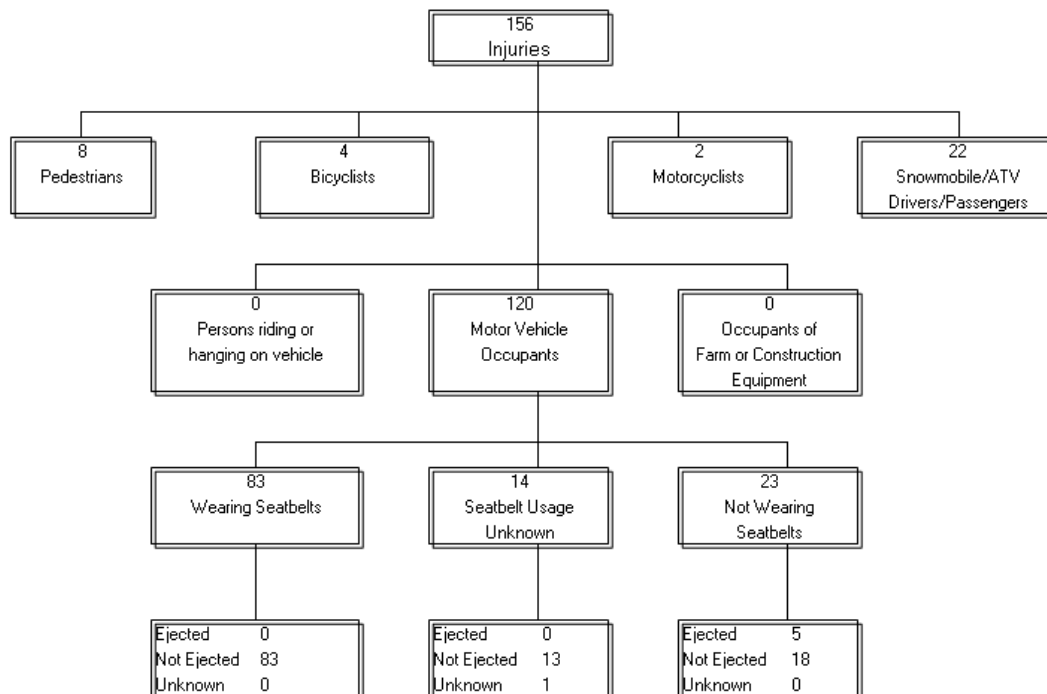 156
Injuries
8
Pedestrians
4
Bicyclists
2
Motorcyclists
22
Snowmobile/ATV
Drivers/Passengers
0
Persons riding or
hanging on vehicle
120
Motor Vehicle
Occupants
0
Occupants of
Farm or Construction
Equipment
83
Wearing Seatbelts
14
Seatbelt Usage
Unknown
23
Not Wearing
Seatbelts
Ejected 0
Not Ejected 83
Unknown 0
Ejected 0
Not Ejected 13
Unknown 1
Ejected 5
Not Ejected 18
Unknown 0